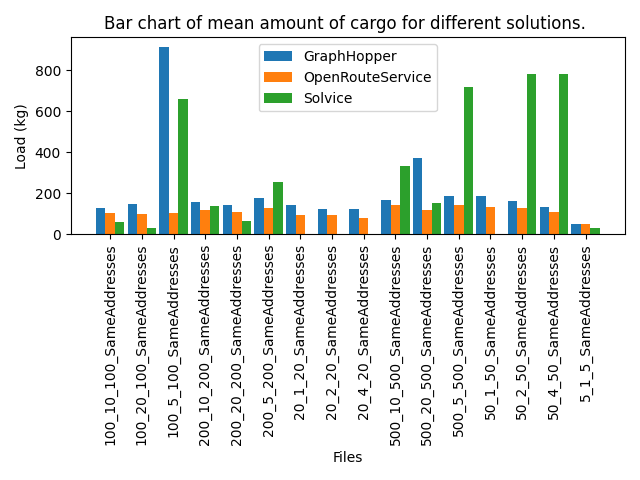 Bar chart of mean amount of cargo for different solutions.
GraphHopper
OpenRouteService
Solvice
Load (kg)
800
600
400
200
0
100_10_100_SameAddresses
100_20_100_SameAddresses
100_5_100_SameAddresses
200_10_200_SameAddresses
200_20_200_SameAddresses
200_5_200_SameAddresses
20_1_20_SameAddresses
20_2_20_SameAddresses
20_4_20_SameAddresses
500_10_500_SameAddresses
500_20_500_SameAddresses
500_5_500_SameAddresses
50_1_50_SameAddresses
50_2_50_SameAddresses
50_4_50_SameAddresses
5_1_5_SameAddresses
Files